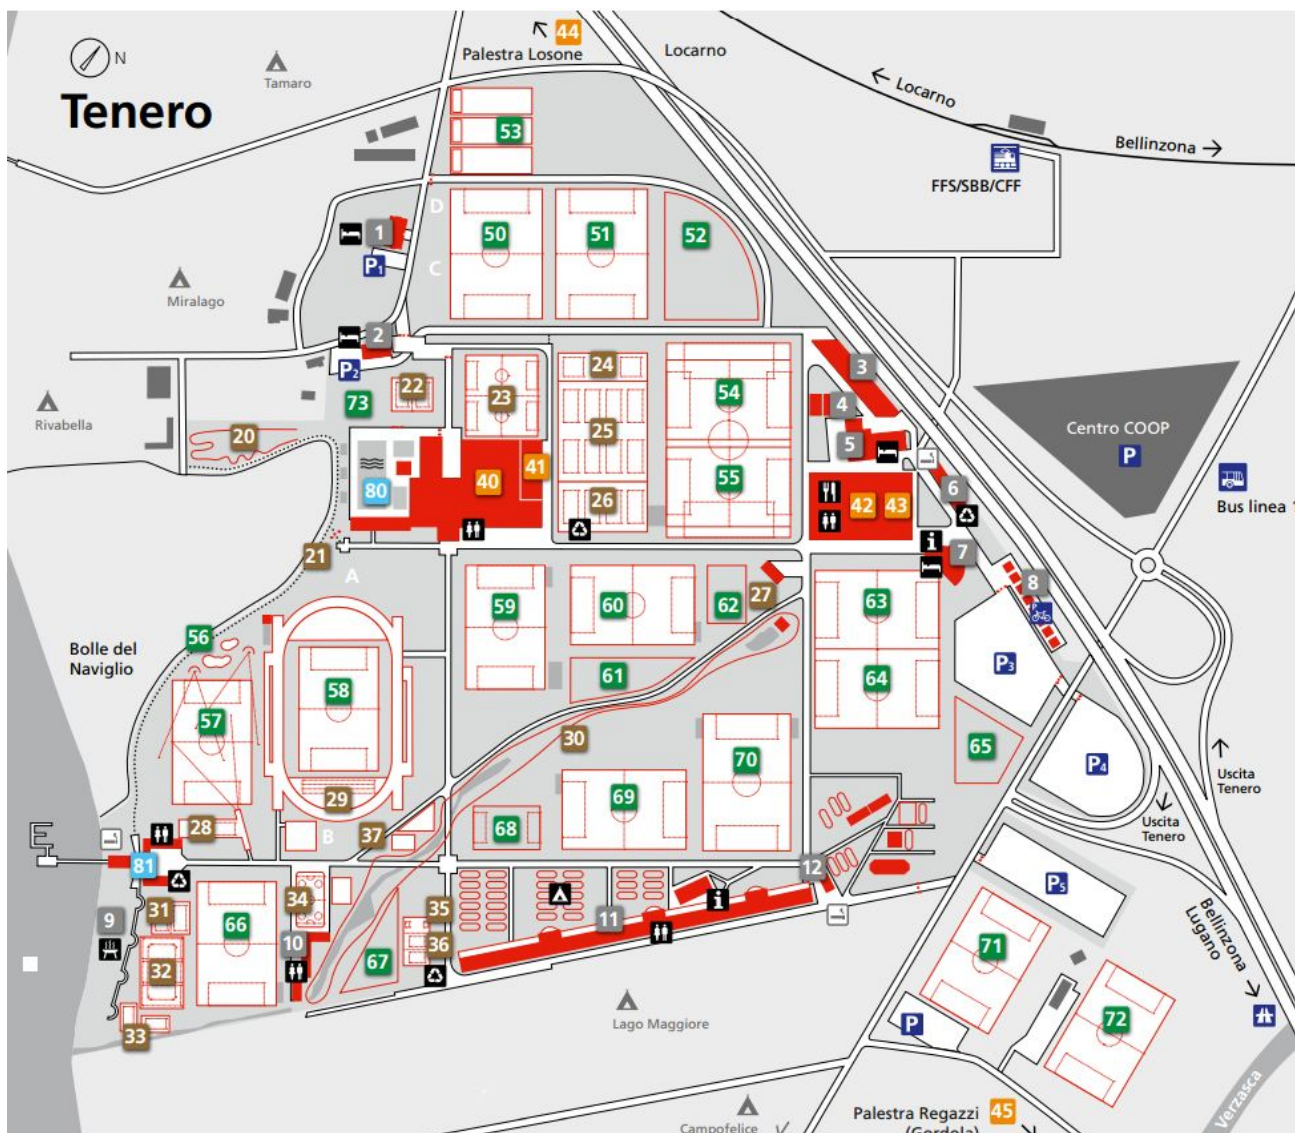 44
N
Palestra Losone
Locarno
Tamaro
Tenero
Locarno
Bellinzona
53
FFS/SBB/CFF
D
1
50
51
52
P1
C
Miralago
2
P2
24
3
22
23
54
73
4
Rivabella
25
Centro COOP
20
5
P
41
55
40
80
6
26
42
43
Bus linea 1
i
7
21
A
8
59
60
62
27
63
56
P
Bolle del
Naviglio
P3
61
64
58
57
30
65
70
P4
Uscita
Tenero
69
29
28
B
37
68
Uscita
Tenero
81
12
P5
34
35
i
9
31
11
Bellinzona
Lugano
66
10
36
71
32
67
Lago Maggiore
33
P
72
Verzasca
Palestra Regazzi
45
(Gordola)
Campofelice